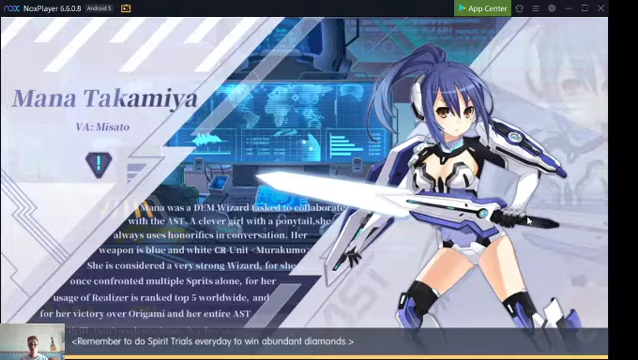 NoxPlayer 6.6.0.8 Android 5
App Center
Mana Takamiya
VA: Misato
Mana was a DEM Wizard tasked to collaborate
with the AST. A clever girl with a ponytail,she
always uses honorifics in conversation. Her
weapon is blue and white CR-Unit <Murakumo
She is considered a very strong Wizard, for she
once confronted multiple Sprits alone, for her
usage of Realizer is ranked top 5 worldwide, and
for her victory over Origami and her entire AST
<Remember to do Spirit Trials everyday to win abundant diamonds.>